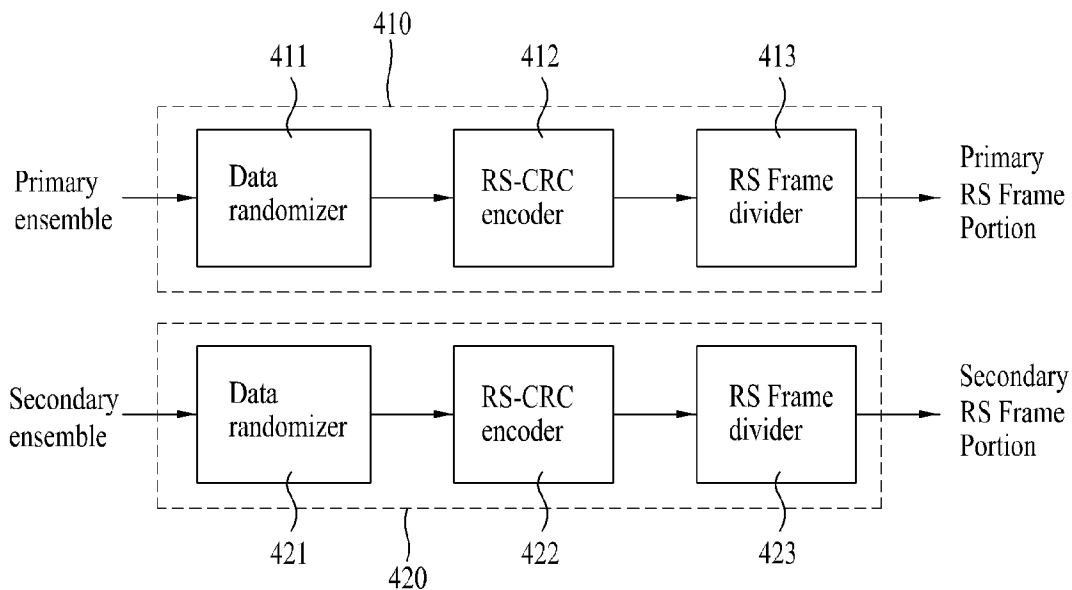 410
411
412
413
Primary
ensemble
Data
randomizer
RS-CRC
encoder
RS Frame
divider
Primary
RS Frame
Portion
Secondary
ensemble
Data
randomizer
RS-CRC
encoder
RS Frame
divider
Secondary
RS Frame
Portion
421
422
423
420